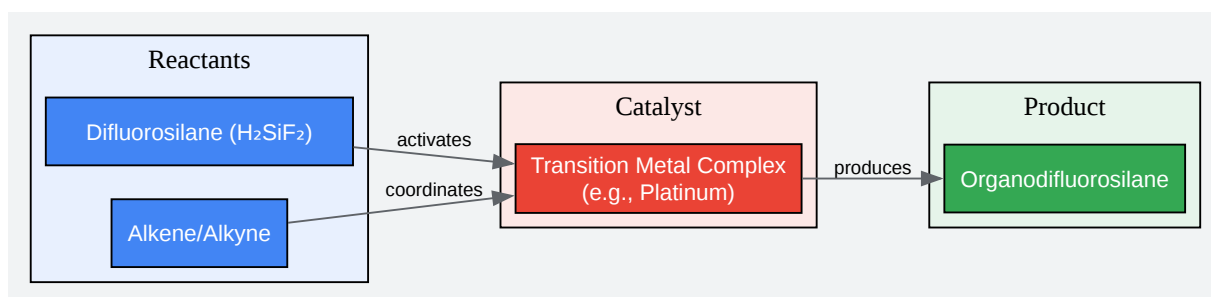 Reactants
Difluorosilane (H₂SiF₂)
Alkene/Alkyne
activates
coordinates
Catalyst
Transition Metal Complex
(e.g., Platinum)
produces
Product
Organodifluorosilane